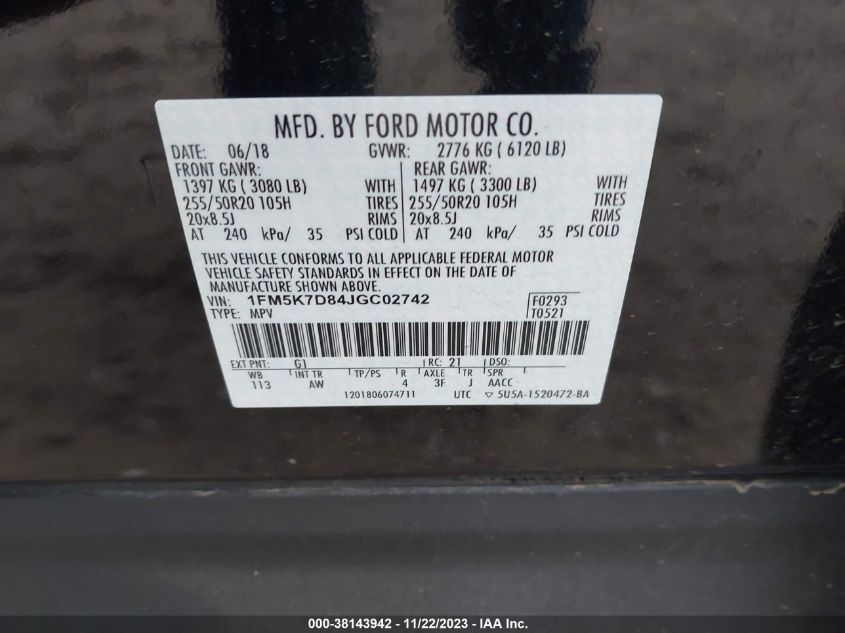 MFD. BY FORD MOTOR CO.
DATE: 06/18 GVWR: 2776 KG ( 6120 LB)
FRONT GAWR: REAR GAWR:
1397 KG ( 3080 LB) WITH 1497 KG ( 3300 LB) WITH
255/50R20 105H TIRES 255/50R20 105H TIRES
20x8.5J RIMS 20x8.5J RIMS
AT 240 kPa/ 35 PSI COLD AT 240 kPa/ 35 PSI COLD
THIS VEHICLE CONFORMS TO ALL APPLICABLE FEDERAL MOTOR
VEHICLE SAFETY STANDARDS IN EFFECT ON THE DATE OF
MANUFACTURE SHOWN ABOVE.
VIN: 1FM5K7D84JGC02742 F0293
TYPE: MPV T0521
EXT PNT: G1 RC: 21 DSO:
WB INT TR TP/PS R AXLE TR SPR
113 AW 4 3F J AACC
1201806074711 UTC ▽ 5U5A-1520472-BA
000-38143942 - 11/22/2023 - IAA Inc.